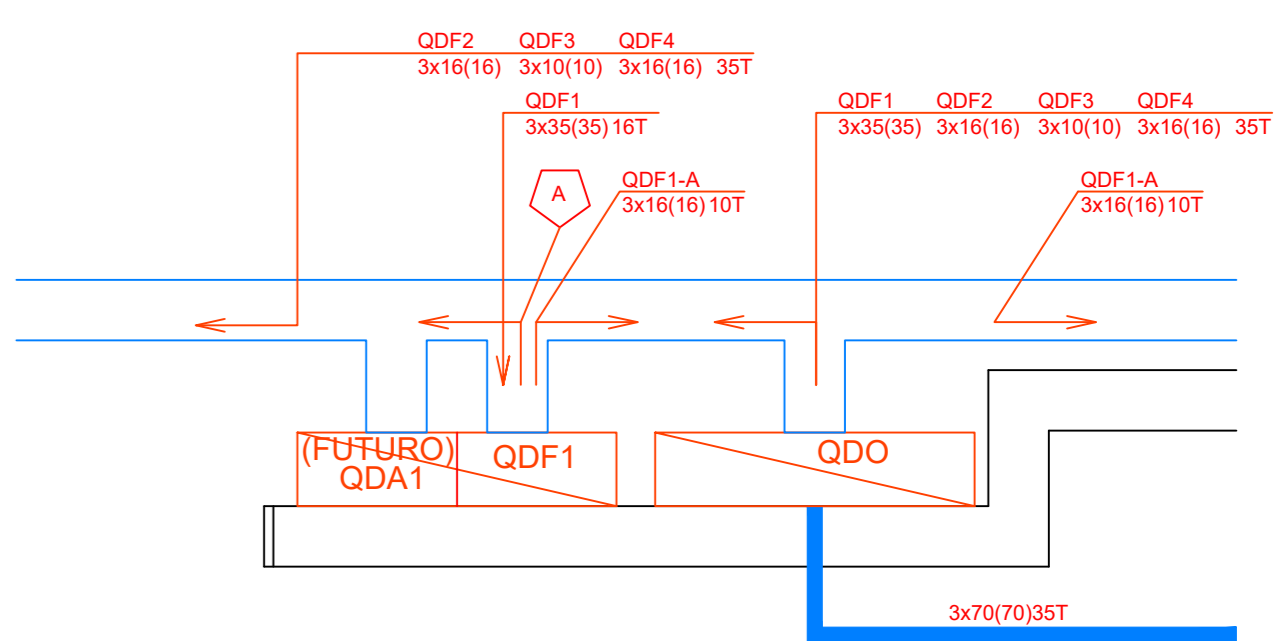 QDF2 QDF3 QDF4
3x16(16) 3x10(10) 3x16(16) 35T
QDF1
3x35(35) 16T
QDF1 QDF2 QDF3 QDF4
3x35(35) 3x16(16) 3x10(10) 3x16(16) 35T
A
QDF1-A
3x16(16) 10T
QDF1-A
3x16(16) 10T
(FUTURO)
QDA1
QDF1
QDO
3x70(70)35T